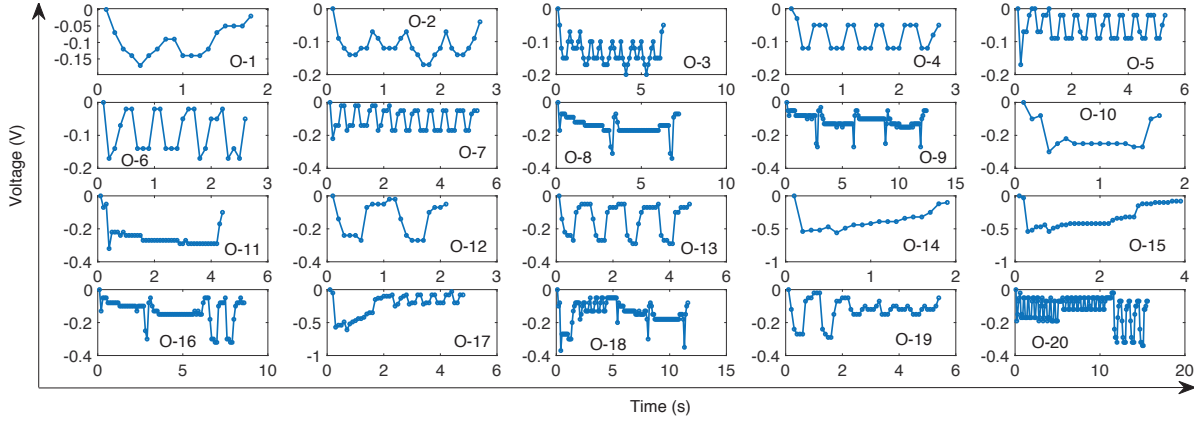 0 0 0 0 0
-0.05
-0.1 -0.1 -0.1 -0.1 -0.1
-0.15
-0.2 -0.2 -0.2 -0.2
O-1 O-2 O-3 O-4 O-5
0 1 2 0 1 2 3 0 5 10 0 1 2 3 0 2 4 6
0 0 0 0 0
-0.1 -0.1 -0.2 -0.2 -0.2
-0.2 -0.2 -0.4 -0.4 -0.4
O-6 O-7 O-8 O-9 O-10
0 1 2 3 0 2 4 6 0 5 10 0 5 10 15 0 1 2
0 0 0 0 0
-0.2 -0.2 -0.2 -0.5 -0.5
-0.4 -0.4 -0.4 -1 -1
O-11 O-12 O-13 O-14 O-15
0 2 4 6 0 1 2 3 0 2 4 6 0 1 2 0 2 4
0 0 0 0 0
-0.2 -0.5 -0.2 -0.2 -0.2
-0.4 -1 -0.4 -0.4 -0.4
O-16 O-17 O-18 O-19 O-20
0 5 10 0 2 4 6 0 5 10 15 0 2 4 6 0 5 10 15 20
Voltage (V)
Time (s)